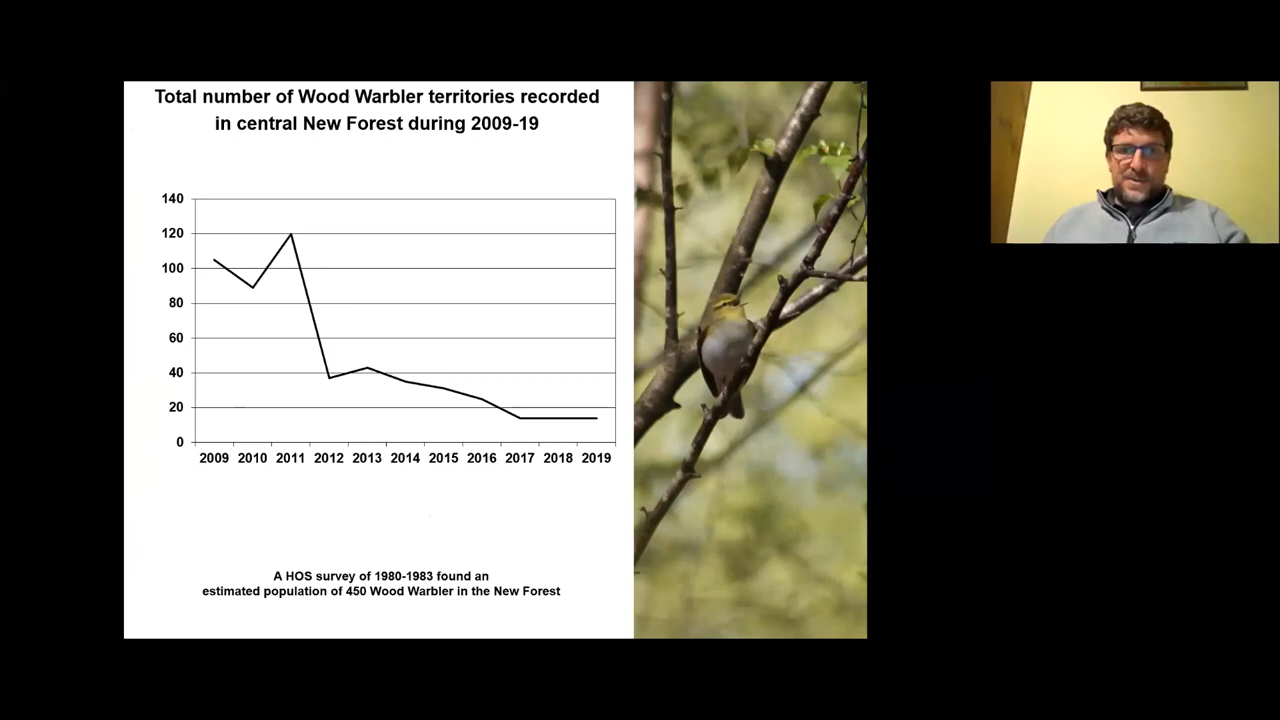 Total number of Wood Warbler territories recorded
in central New Forest during 2009-19
140
120
100
80
60
40
20
0
2009 2010 2011 2012 2013 2014 2015 2016 2017 2018 2019
A HOS survey of 1980-1983 found an
estimated population of 450 Wood Warbler in the New Forest